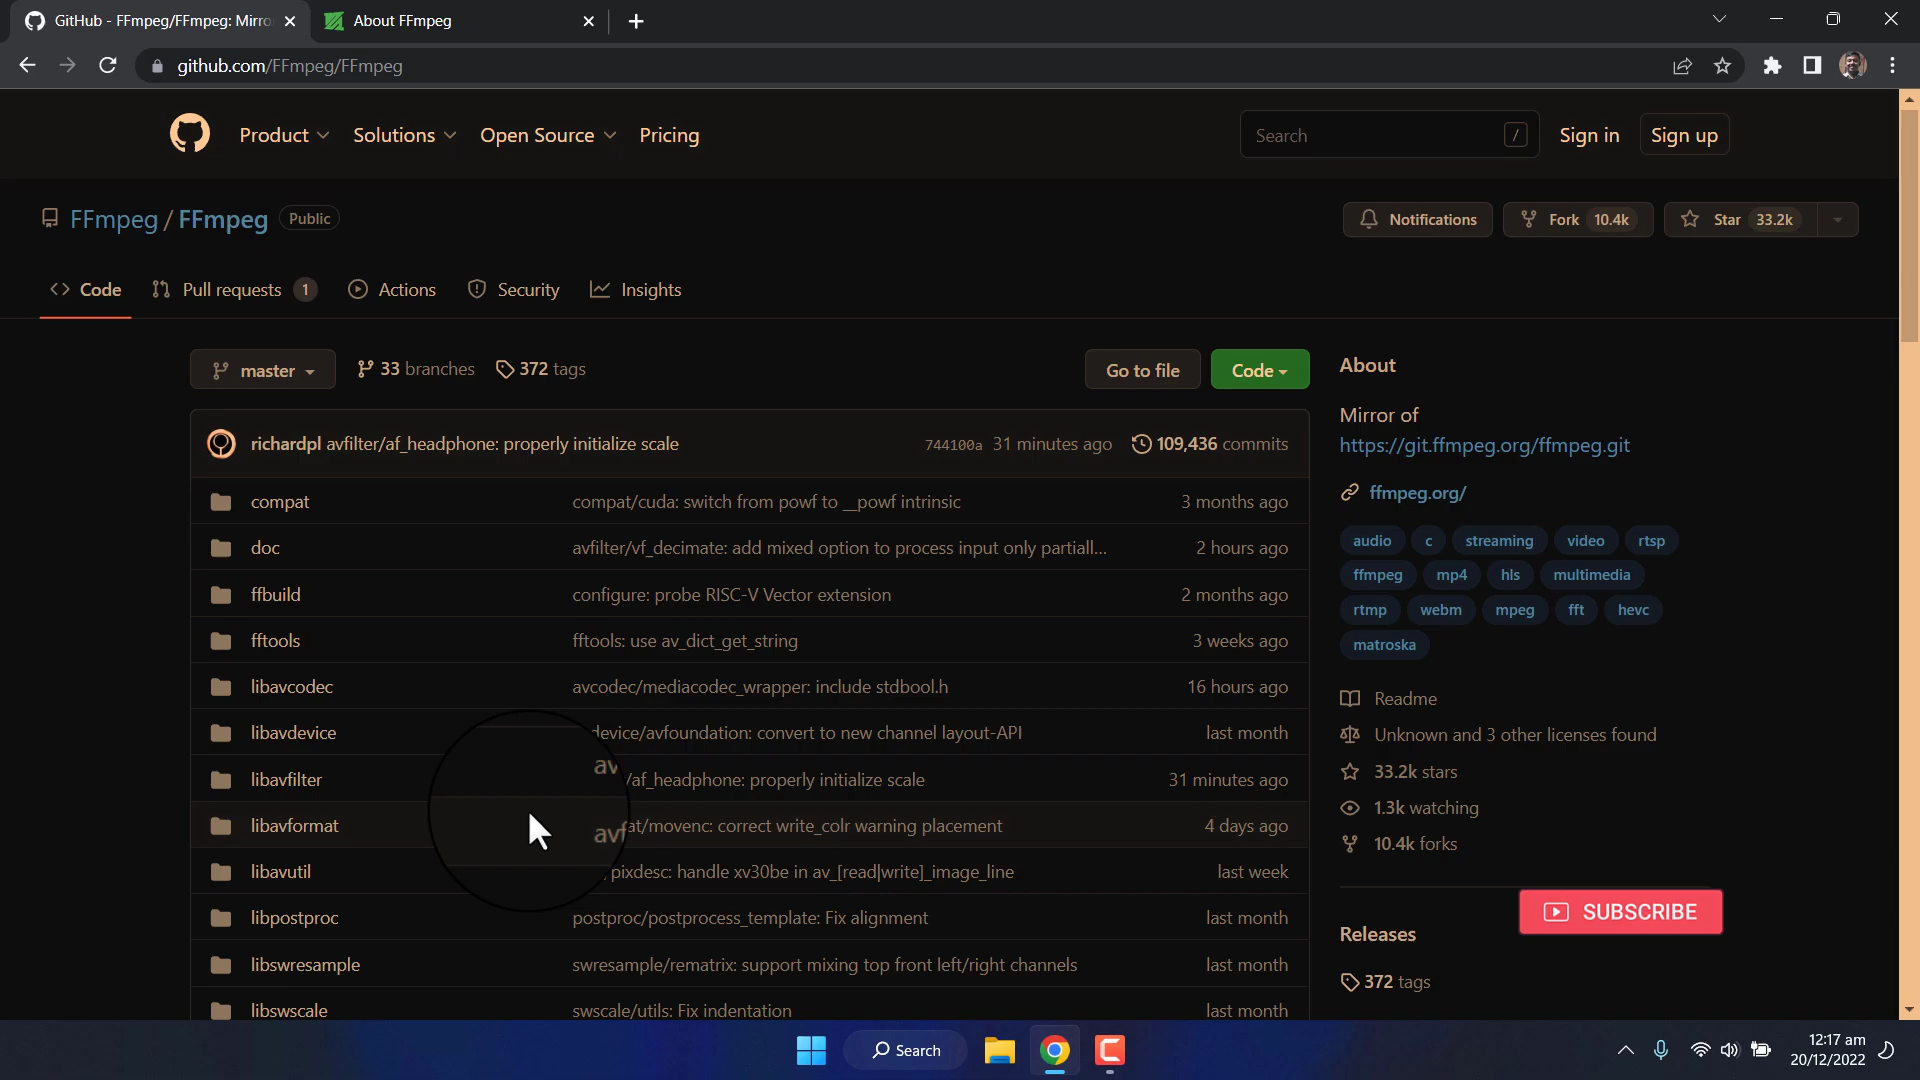 GitHub - FFmpeg/FFmpeg: Mirro
About FFmpeg
github.com/FFmpeg/FFmpeg
Product
Solutions
Open Source
Pricing
Search
/
Sign in
Sign up
FFmpeg / FFmpeg
Public
Notifications
Fork 10.4k
Star 33.2k
Code
Pull requests 1
Actions
Security
Insights
master
33 branches
372 tags
Go to file
Code
richardpl avfilter/af_headphone: properly initialize scale
744100a 31 minutes ago
109,436 commits
compat
compat/cuda: switch from powf to __powf intrinsic
3 months ago
doc
avfilter/vf_decimate: add mixed option to process input only partiall...
2 hours ago
ffbuild
configure: probe RISC-V Vector extension
2 months ago
fftools
fftools: use av_dict_get_string
3 weeks ago
libavcodec
avcodec/mediacodec_wrapper: include stdbool.h
16 hours ago
libavdevice
device/avfoundation: convert to new channel layout-API
last month
libavfilter
av
/af_headphone: properly initialize scale
31 minutes ago
libavformat
avf
at/movenc: correct write_colr warning placement
4 days ago
libavutil
pixdesc: handle xv30be in av_[read|write]_image_line
last week
libpostproc
postproc/postprocess_template: Fix alignment
last month
libswresample
swresample/rematrix: support mixing top front left/right channels
last month
libswscale
swscale/utils: Fix indentation
last month
About
Mirror of
https://git.ffmpeg.org/ffmpeg.git
ffmpeg.org/
audio c streaming video rtsp
ffmpeg mp4 hls multimedia
rtmp webm mpeg fft hevc
matroska
Readme
Unknown and 3 other licenses found
33.2k stars
1.3k watching
10.4k forks
SUBSCRIBE
Releases
372 tags
Search
12:17 am
20/12/2022